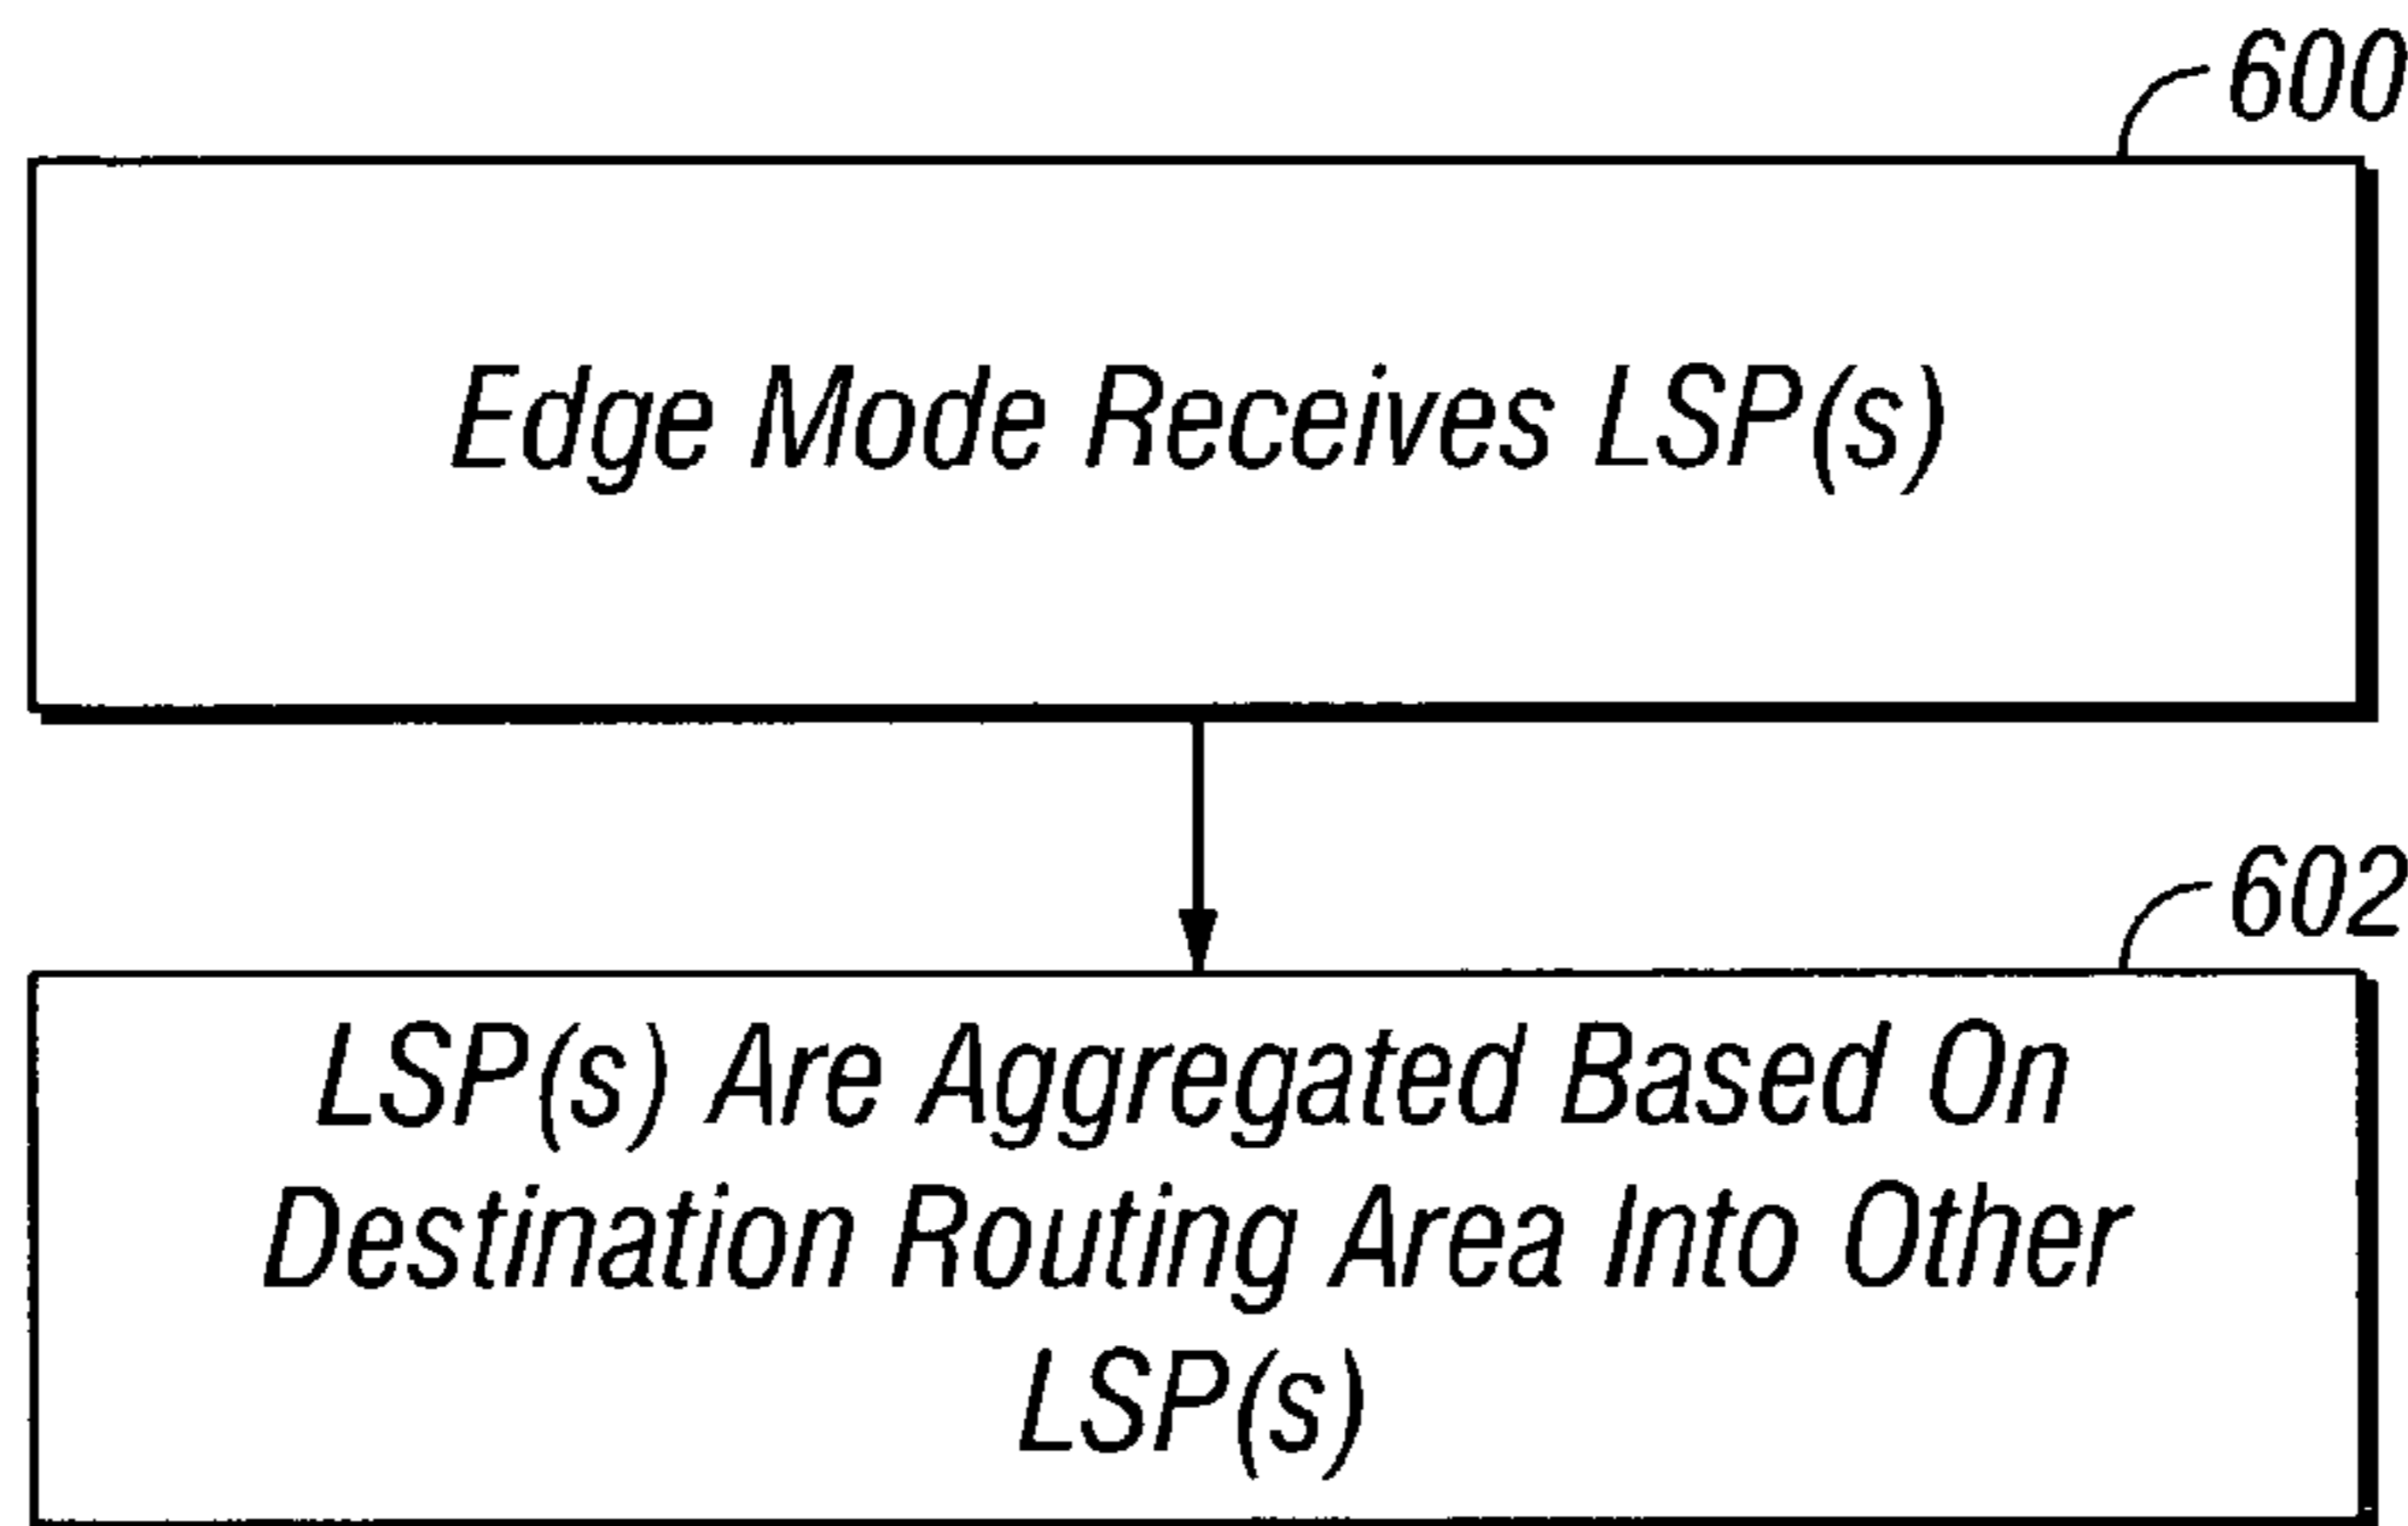 600
Edge Mode Receives LSP(s)
602
LSP(s) Are Aggregated Based On
Destination Routing Area Into Other
LSP(s)